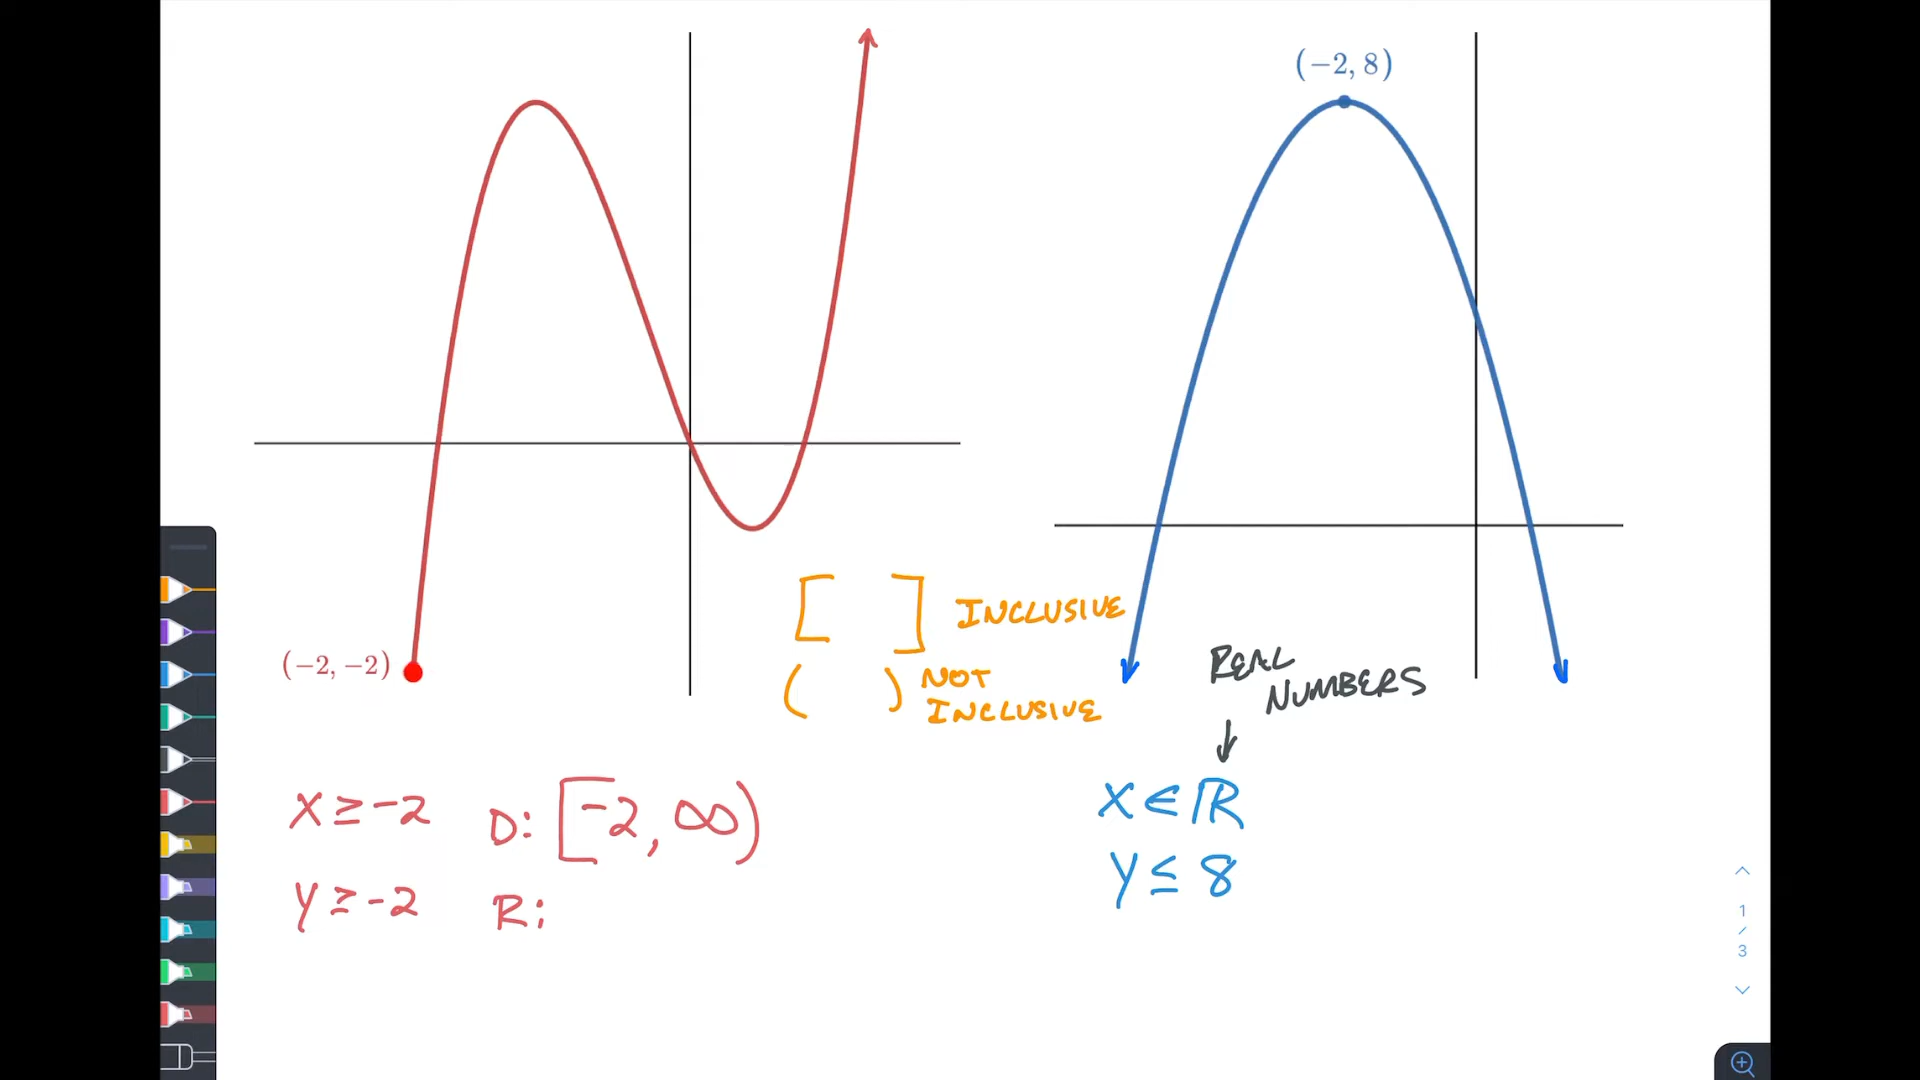 (−2, 8)
(−2, −2)
[ ] INCLUSIVE
( ) NOT
INCLUSIVE
REAL
NUMBERS
↓
x ≥ -2 D: [-2, ∞)
y ≥ -2 R:
x ∈ ℝ
y ≤ 8
1
/
3